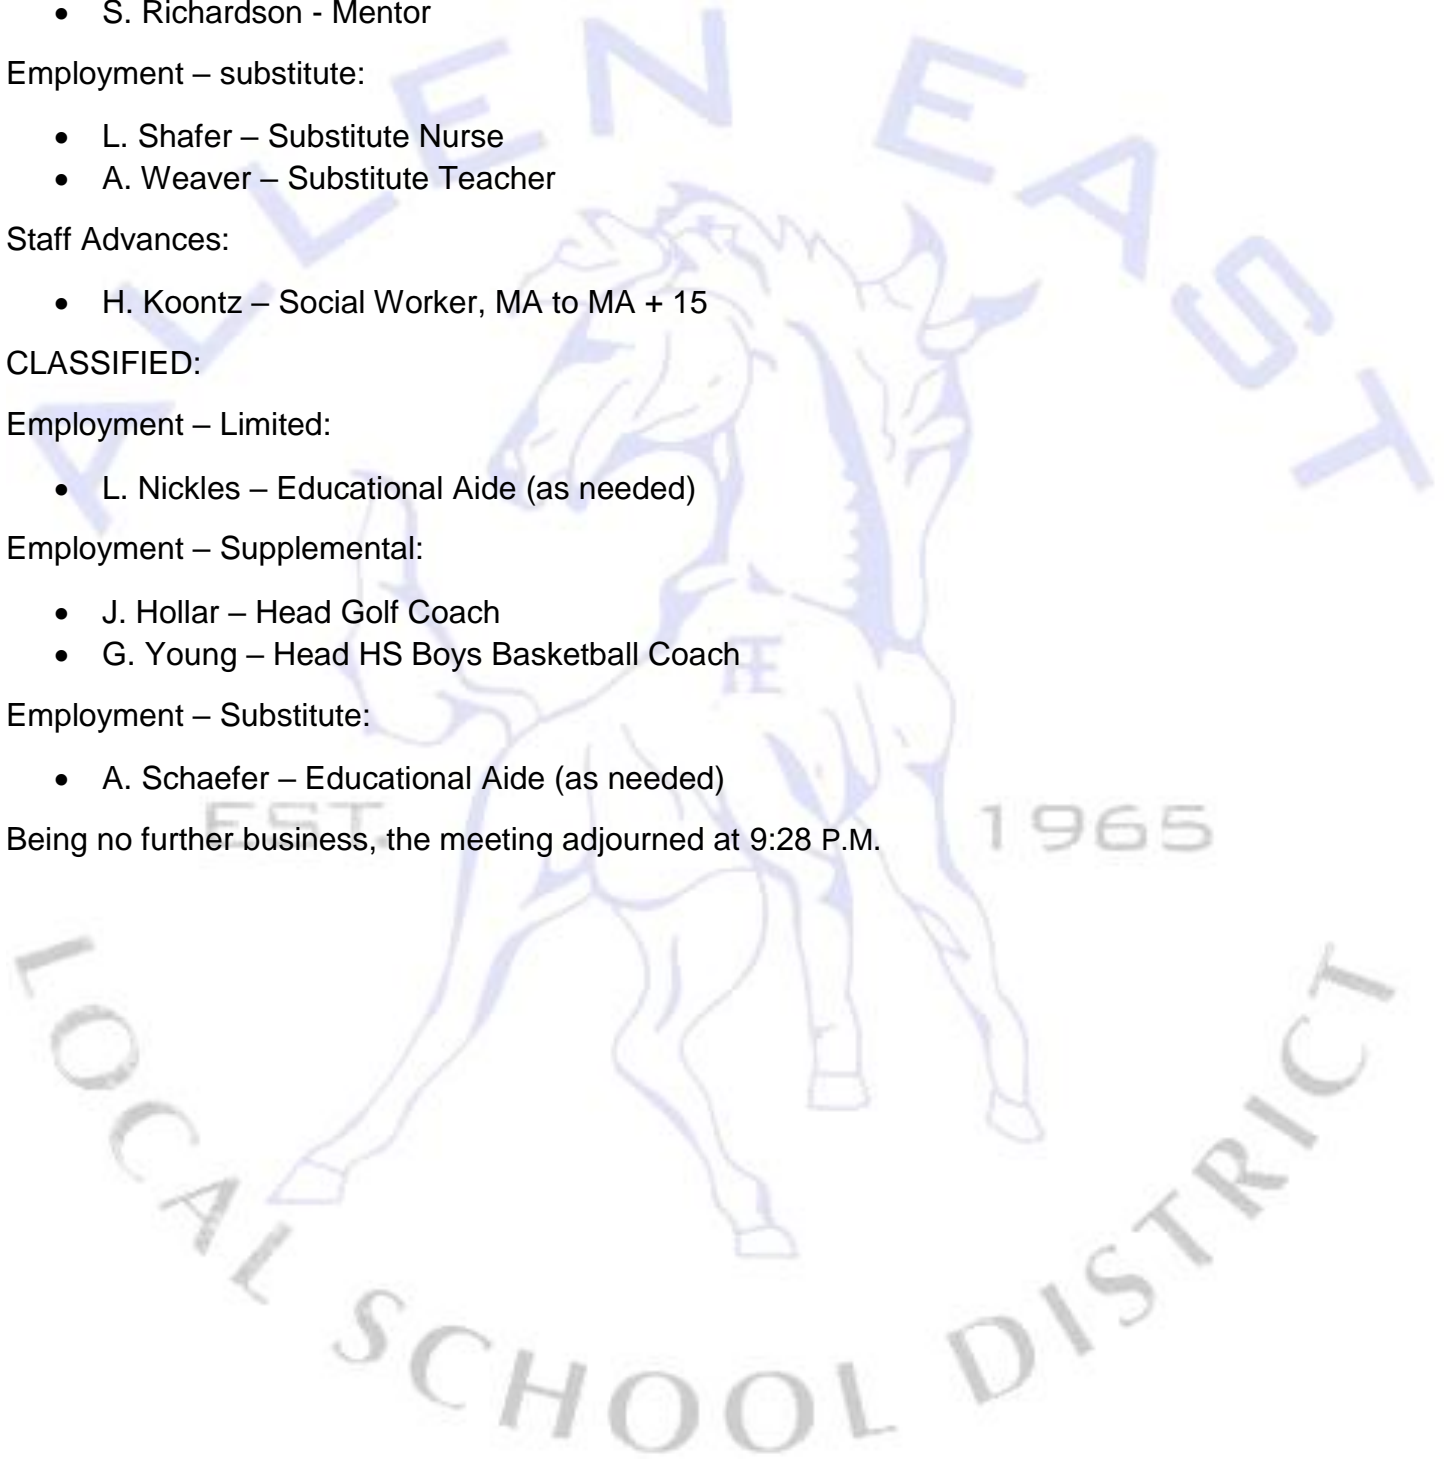 • S. Richardson - Mentor
Employment – substitute:
• L. Shafer – Substitute Nurse
• A. Weaver – Substitute Teacher
Staff Advances:
• H. Koontz – Social Worker, MA to MA + 15
CLASSIFIED:
Employment – Limited:
• L. Nickles – Educational Aide (as needed)
Employment – Supplemental:
• J. Hollar – Head Golf Coach
• G. Young – Head HS Boys Basketball Coach
Employment – Substitute:
• A. Schaefer – Educational Aide (as needed)
Being no further business, the meeting adjourned at 9:28 P.M.
ALLEN EAST
AE
EST. 1965
LOCAL SCHOOL DISTRICT